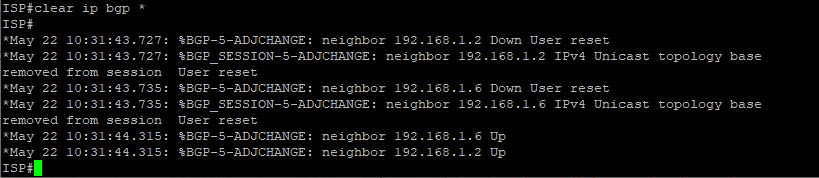 ISP#clear ip bgp *
ISP#
*May 22 10:31:43.727: %BGP-5-ADJCHANGE: neighbor 192.168.1.2 Down User reset
*May 22 10:31:43.727: %BGP_SESSION-5-ADJCHANGE: neighbor 192.168.1.2 IPv4 Unicast topology base
removed from session  User reset
*May 22 10:31:43.735: %BGP-5-ADJCHANGE: neighbor 192.168.1.6 Down User reset
*May 22 10:31:43.735: %BGP_SESSION-5-ADJCHANGE: neighbor 192.168.1.6 IPv4 Unicast topology base
removed from session  User reset
*May 22 10:31:44.315: %BGP-5-ADJCHANGE: neighbor 192.168.1.6 Up
*May 22 10:31:44.315: %BGP-5-ADJCHANGE: neighbor 192.168.1.2 Up
ISP#